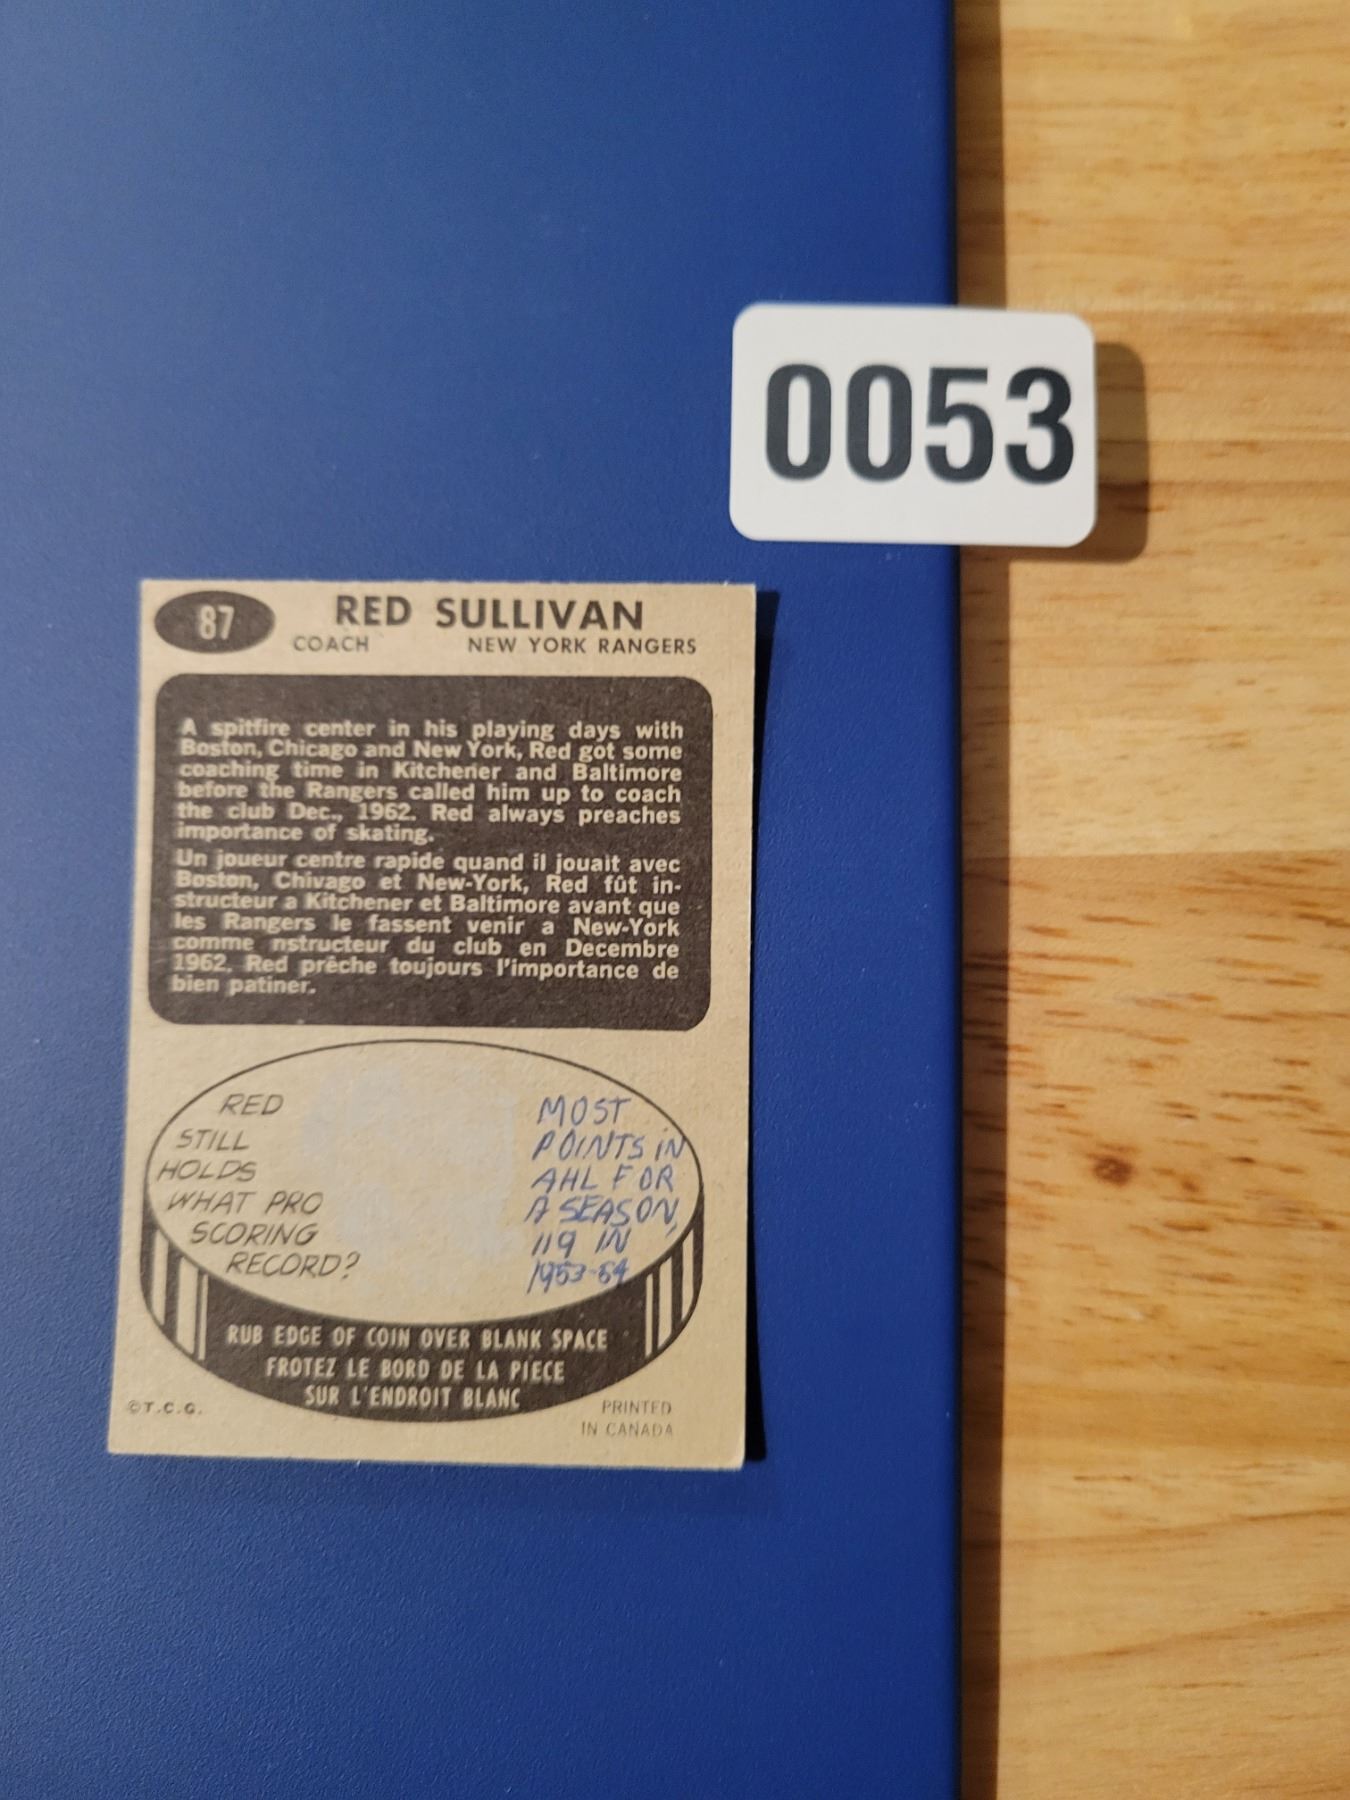 0053
87
RED SULLIVAN
COACH NEW YORK RANGERS
A spitfire center in his playing days with
Boston, Chicago and New York, Red got some
coaching time in Kitchener and Baltimore
before the Rangers called him up to coach
the club Dec., 1962. Red always preaches
importance of skating.
Un joueur centre rapide quand il jouait avec
Boston, Chivago et New-York, Red fût in-
structeur a Kitchener et Baltimore avant que
les Rangers le fassent venir a New-York
comme nstructeur du club en Decembre
1962. Red prêche toujours l'importance de
bien patiner.
RED
STILL
HOLDS
WHAT PRO
SCORING
RECORD?
MOST
POINTS IN
AHL FOR
A SEASON,
119 IN
1953-54
RUB EDGE OF COIN OVER BLANK SPACE
FROTEZ LE BORD DE LA PIECE
SUR L'ENDROIT BLANC
©T.C.G.
PRINTED
IN CANADA